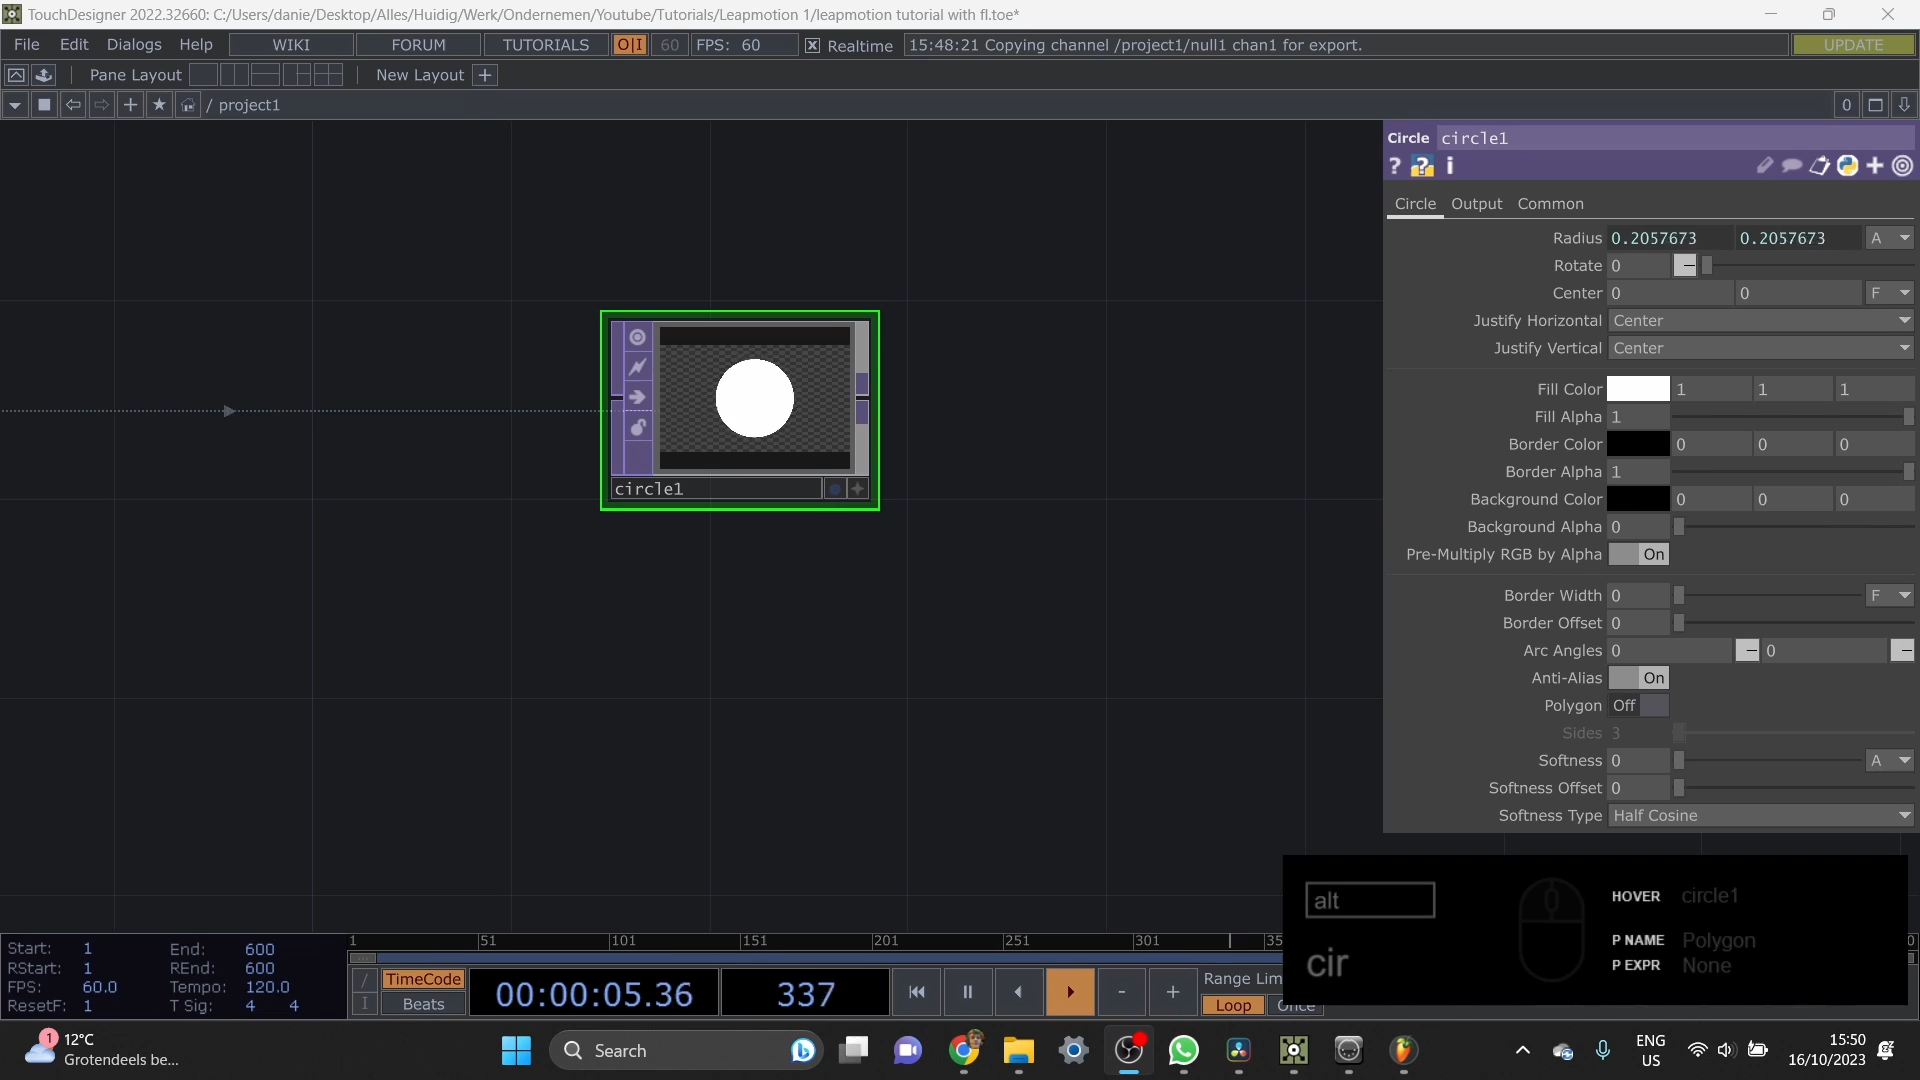 TouchDesigner 2022.32660: C:/Users/danie/Desktop/Alles/Huidig/Werk/Ondernemen/Youtube/Tutorials/Leapmotion 1/leapmotion tutorial with fl.toe*
File Edit Dialogs Help WIKI FORUM TUTORIALS O|I 60 FPS: 60 Realtime 15:48:21 Copying channel /project1/null1 chan1 for export. UPDATE
Pane Layout New Layout +
/ project1 0
Circle circle1
Circle Output Common
Radius 0.2057673 0.2057673 A
Rotate 0
Center 0 0 F
Justify Horizontal Center
Justify Vertical Center
Fill Color 1 1 1
Fill Alpha 1
Border Color 0 0 0
Border Alpha 1
Background Color 0 0 0
Background Alpha 0
Pre-Multiply RGB by Alpha On
Border Width 0 F
Border Offset 0
Arc Angles 0 0
Anti-Alias On
Polygon Off
Sides 3
Softness 0 A
Softness Offset 0
Softness Type Half Cosine
circle1
alt
cir
HOVER circle1
P NAME Polygon
P EXPR None
Start: 1 End: 600
RStart: 1 REnd: 600
FPS: 60.0 Tempo: 120.0
ResetF: 1 T Sig: 4 4
1 51 101 151 201 251 301 35
TimeCode
Beats
00:00:05.36 337
Range Lim
Loop Once
12°C
Grotendeels be...
1
Search
ENG
US
15:50
16/10/2023